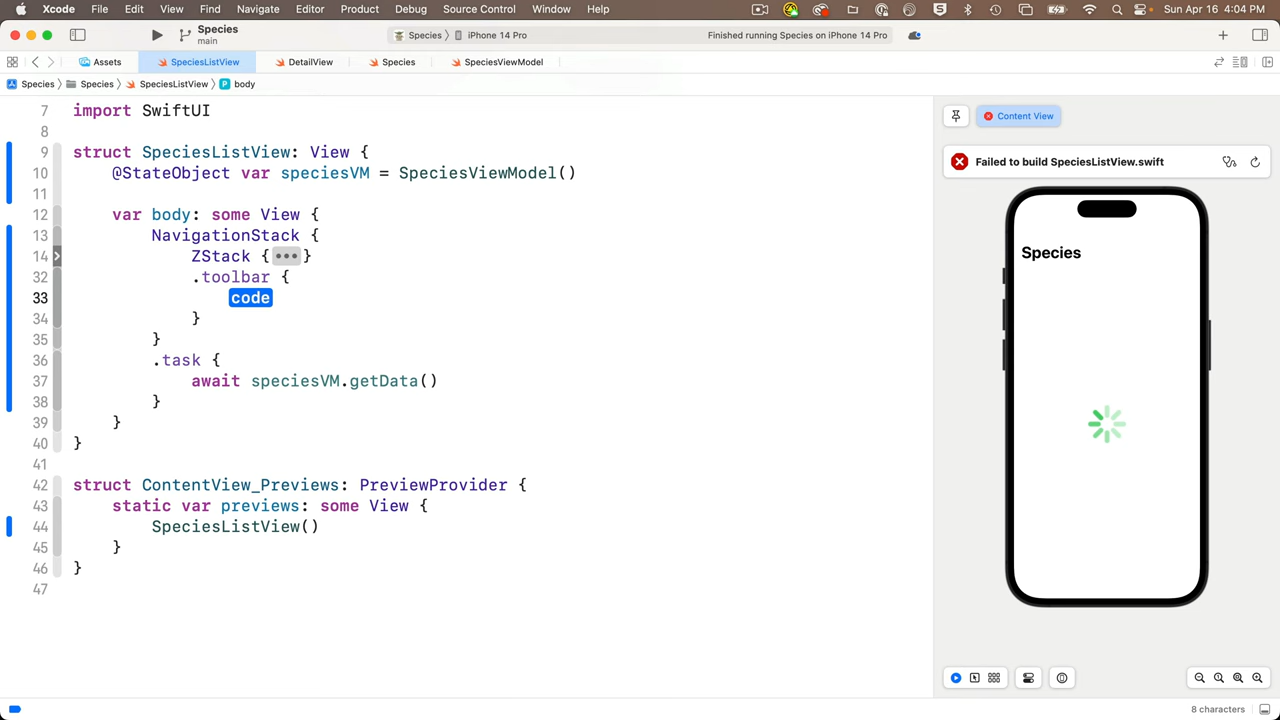 Xcode File Edit View Find Navigate Editor Product Debug Source Control Window Help Sun Apr 16 4:04 PM
Species
main
Species iPhone 14 Pro Finished running Species on iPhone 14 Pro
Assets SpeciesListView DetailView Species SpeciesViewModel
Species Species SpeciesListView P body
7 import SwiftUI
8
9 struct SpeciesListView: View {
10 @StateObject var speciesVM = SpeciesViewModel()
11
12 var body: some View {
13 NavigationStack {
14 ZStack {•••}
32 .toolbar {
33 code
34 }
35 }
36 .task {
37 await speciesVM.getData()
38 }
39 }
40 }
41
42 struct ContentView_Previews: PreviewProvider {
43 static var previews: some View {
44 SpeciesListView()
45 }
46 }
47
Content View
Failed to build SpeciesListView.swift
Species
8 characters